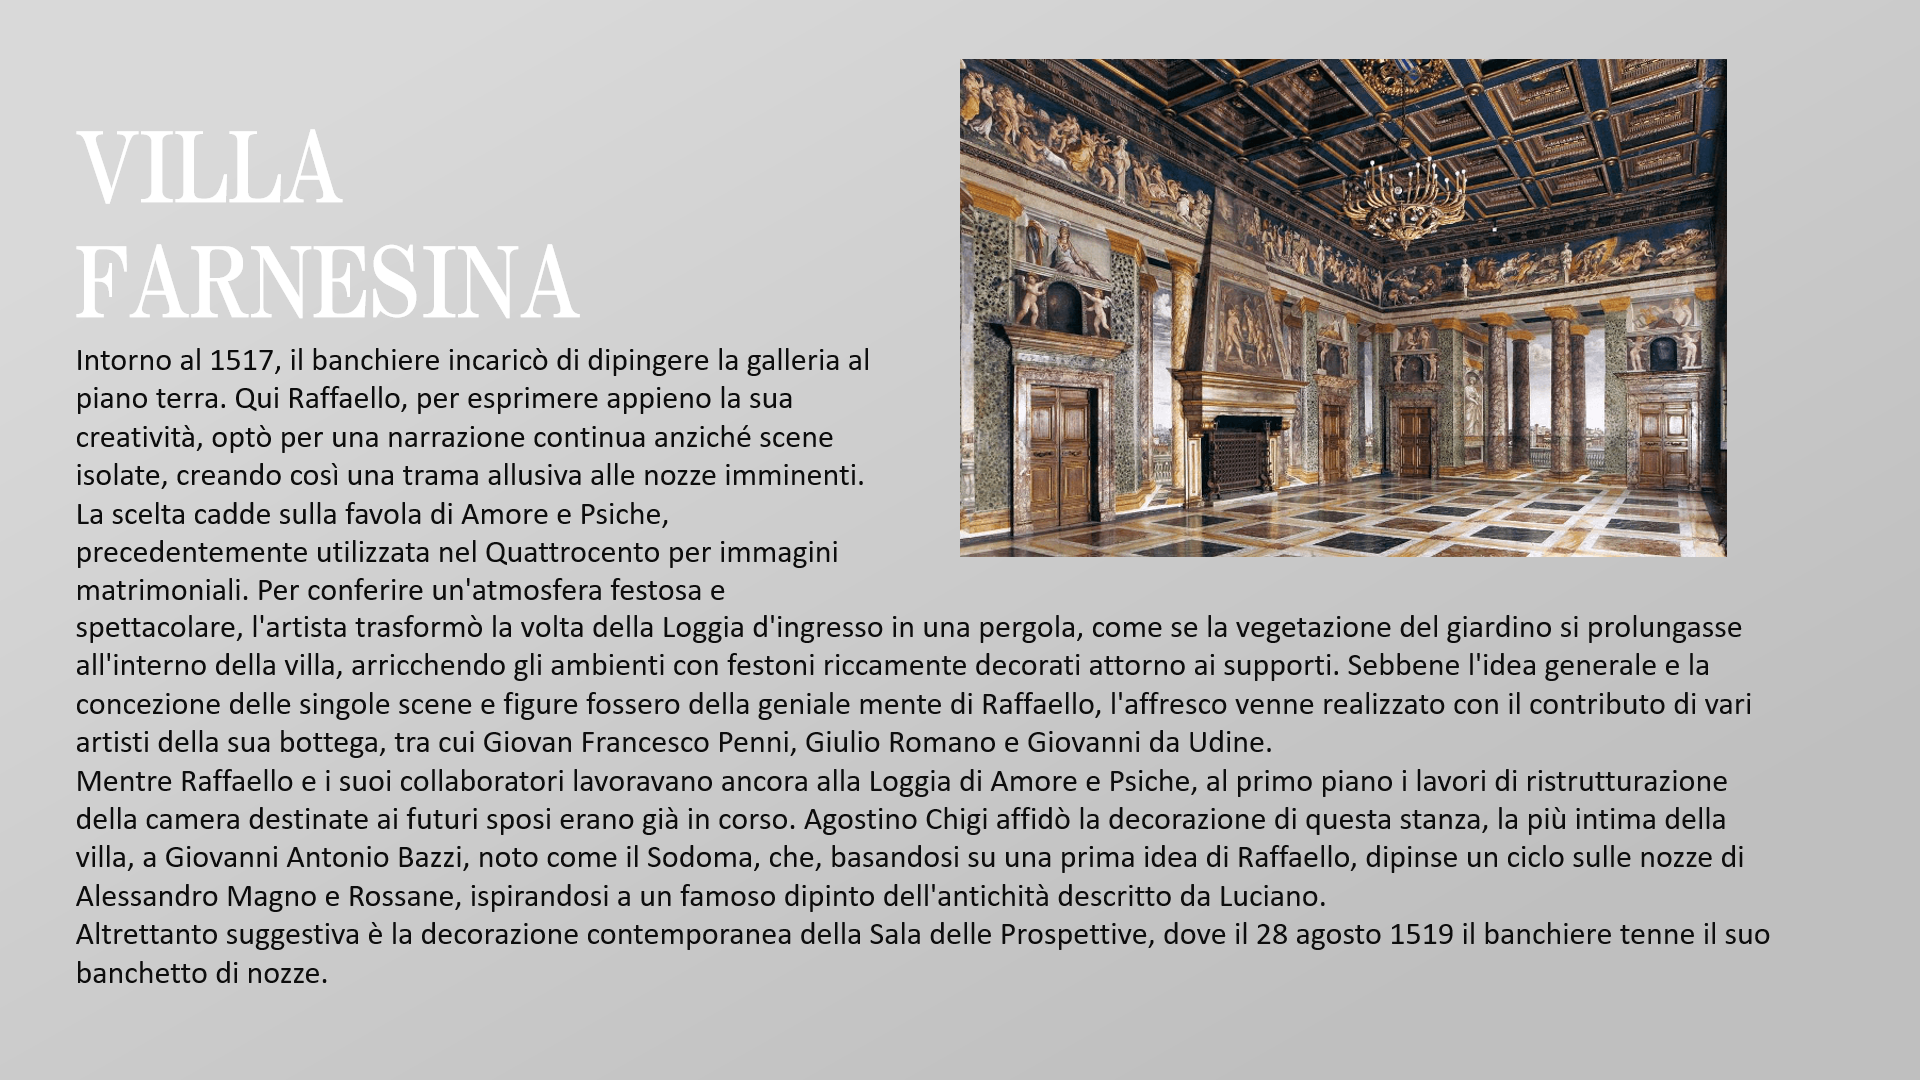 VILLA
FARNESINA
Intorno al 1517, il banchiere incaricò di dipingere la galleria al
piano terra. Qui Raffaello, per esprimere appieno la sua
creatività, optò per una narrazione continua anziché scene
isolate, creando così una trama allusiva alle nozze imminenti.
La scelta cadde sulla favola di Amore e Psiche,
precedentemente utilizzata nel Quattrocento per immagini
matrimoniali. Per conferire un'atmosfera festosa e
spettacolare, l'artista trasformò la volta della Loggia d'ingresso in una pergola, come se la vegetazione del giardino si prolungasse
all'interno della villa, arricchendo gli ambienti con festoni riccamente decorati attorno ai supporti. Sebbene l'idea generale e la
concezione delle singole scene e figure fossero della geniale mente di Raffaello, l'affresco venne realizzato con il contributo di vari
artisti della sua bottega, tra cui Giovan Francesco Penni, Giulio Romano e Giovanni da Udine.
Mentre Raffaello e i suoi collaboratori lavoravano ancora alla Loggia di Amore e Psiche, al primo piano i lavori di ristrutturazione
della camera destinate ai futuri sposi erano già in corso. Agostino Chigi affidò la decorazione di questa stanza, la più intima della
villa, a Giovanni Antonio Bazzi, noto come il Sodoma, che, basandosi su una prima idea di Raffaello, dipinse un ciclo sulle nozze di
Alessandro Magno e Rossane, ispirandosi a un famoso dipinto dell'antichità descritto da Luciano.
Altrettanto suggestiva è la decorazione contemporanea della Sala delle Prospettive, dove il 28 agosto 1519 il banchiere tenne il suo
banchetto di nozze.